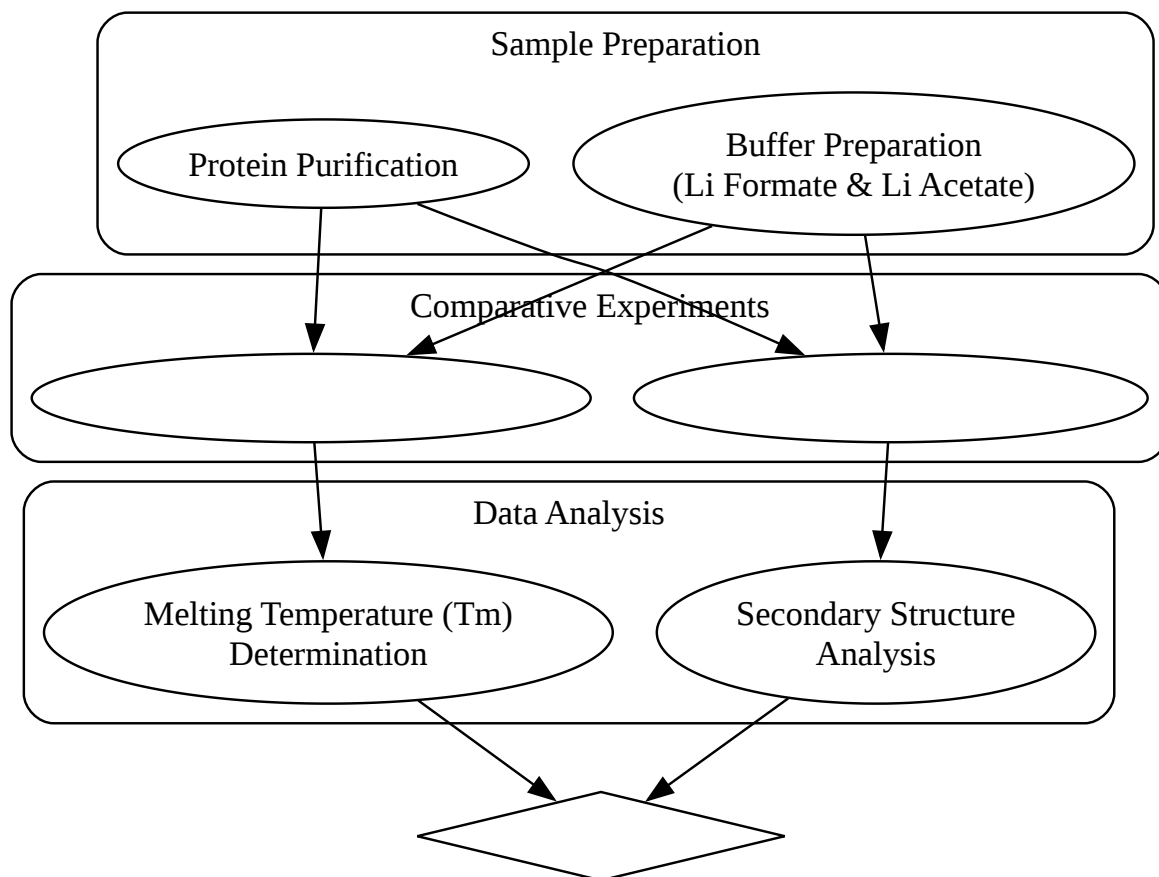 Sample Preparation
Protein Purification
Buffer Preparation
(Li Formate & Li Acetate)
Comparative Experiments
Data Analysis
Melting Temperature (Tm)
Determination
Secondary Structure
Analysis